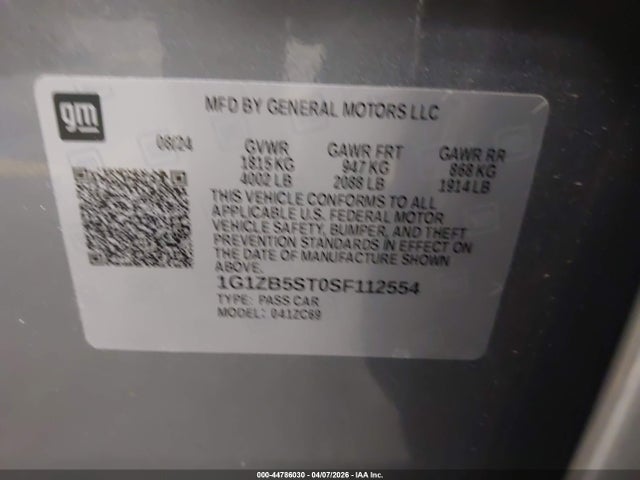 gm
MFD BY GENERAL MOTORS LLC
08/24
GVWR
1815 KG
4002 LB
GAWR FRT
947 KG
2088 LB
GAWR RR
868 KG
1914 LB
THIS VEHICLE CONFORMS TO ALL
APPLICABLE U.S. FEDERAL MOTOR
VEHICLE SAFETY, BUMPER, AND THEFT
PREVENTION STANDARDS IN EFFECT ON
THE DATE OF MANUFACTURE SHOWN
ABOVE.
1G1ZB5ST0SF112554
TYPE: PASS CAR
MODEL: 041ZC69
000-44786030 - 04/07/2026 - IAA Inc.